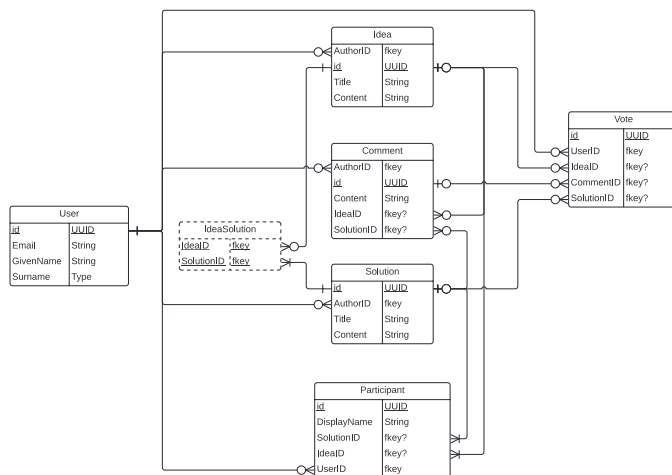 Idea
AuthorID fkey
id UUID
Title String
Content String
Vote
id UUID
UserID fkey
IdeaID fkey?
CommentID fkey?
SolutionID fkey?
Comment
AuthorID fkey
id UUID
Content String
IdeaID fkey?
SolutionID fkey?
User
id UUID
Email String
GivenName String
Surname Type
IdeaSolution
IdeaID fkey
SolutionID fkey
Solution
id UUID
AuthorID fkey
Title String
Content String
Participant
id UUID
DisplayName String
SolutionID fkey?
IdeaID fkey?
UserID fkey